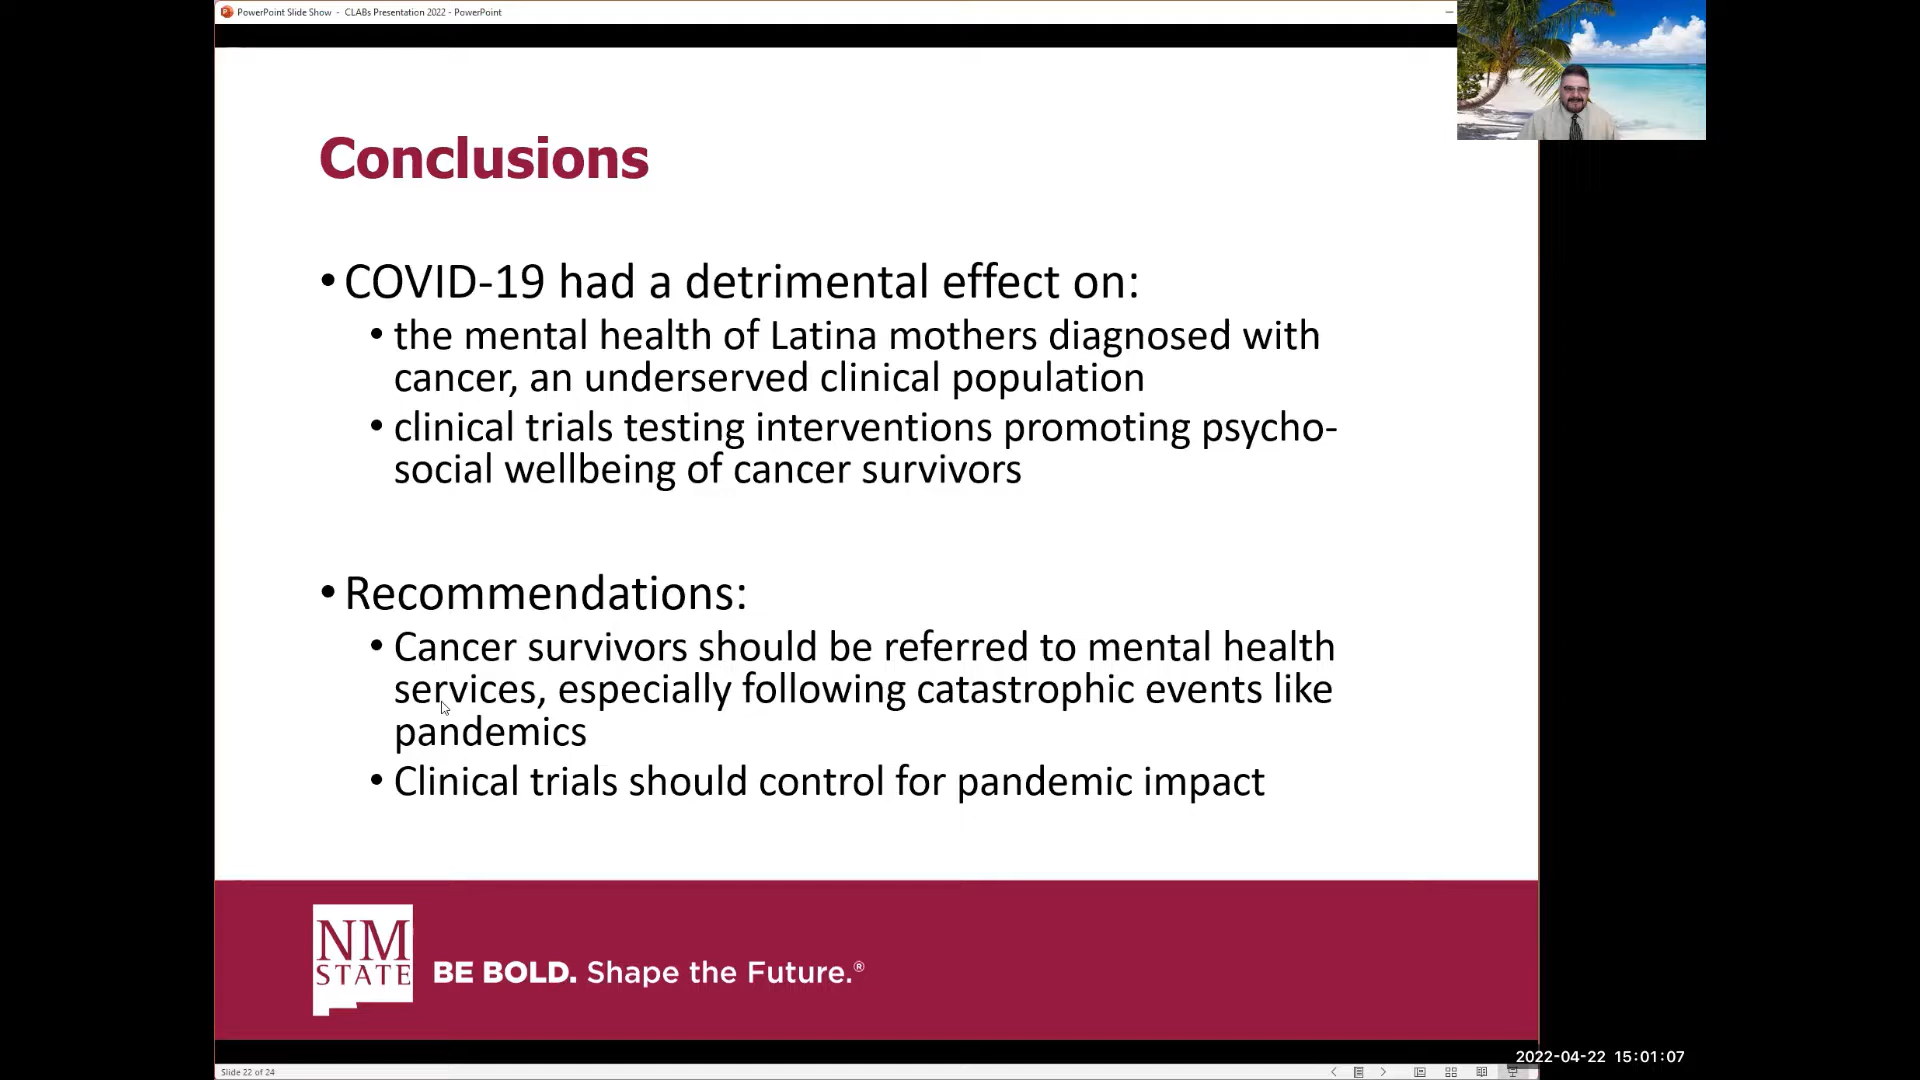 PowerPoint Slide Show - CLABs Presentation 2022 - PowerPoint
Conclusions
• COVID-19 had a detrimental effect on:
• the mental health of Latina mothers diagnosed with
cancer, an underserved clinical population
• clinical trials testing interventions promoting psycho-
social wellbeing of cancer survivors
• Recommendations:
• Cancer survivors should be referred to mental health
services, especially following catastrophic events like
pandemics
• Clinical trials should control for pandemic impact
NM
STATE
BE BOLD. Shape the Future.®
2022-04-22 15:01:07
Slide 22 of 24